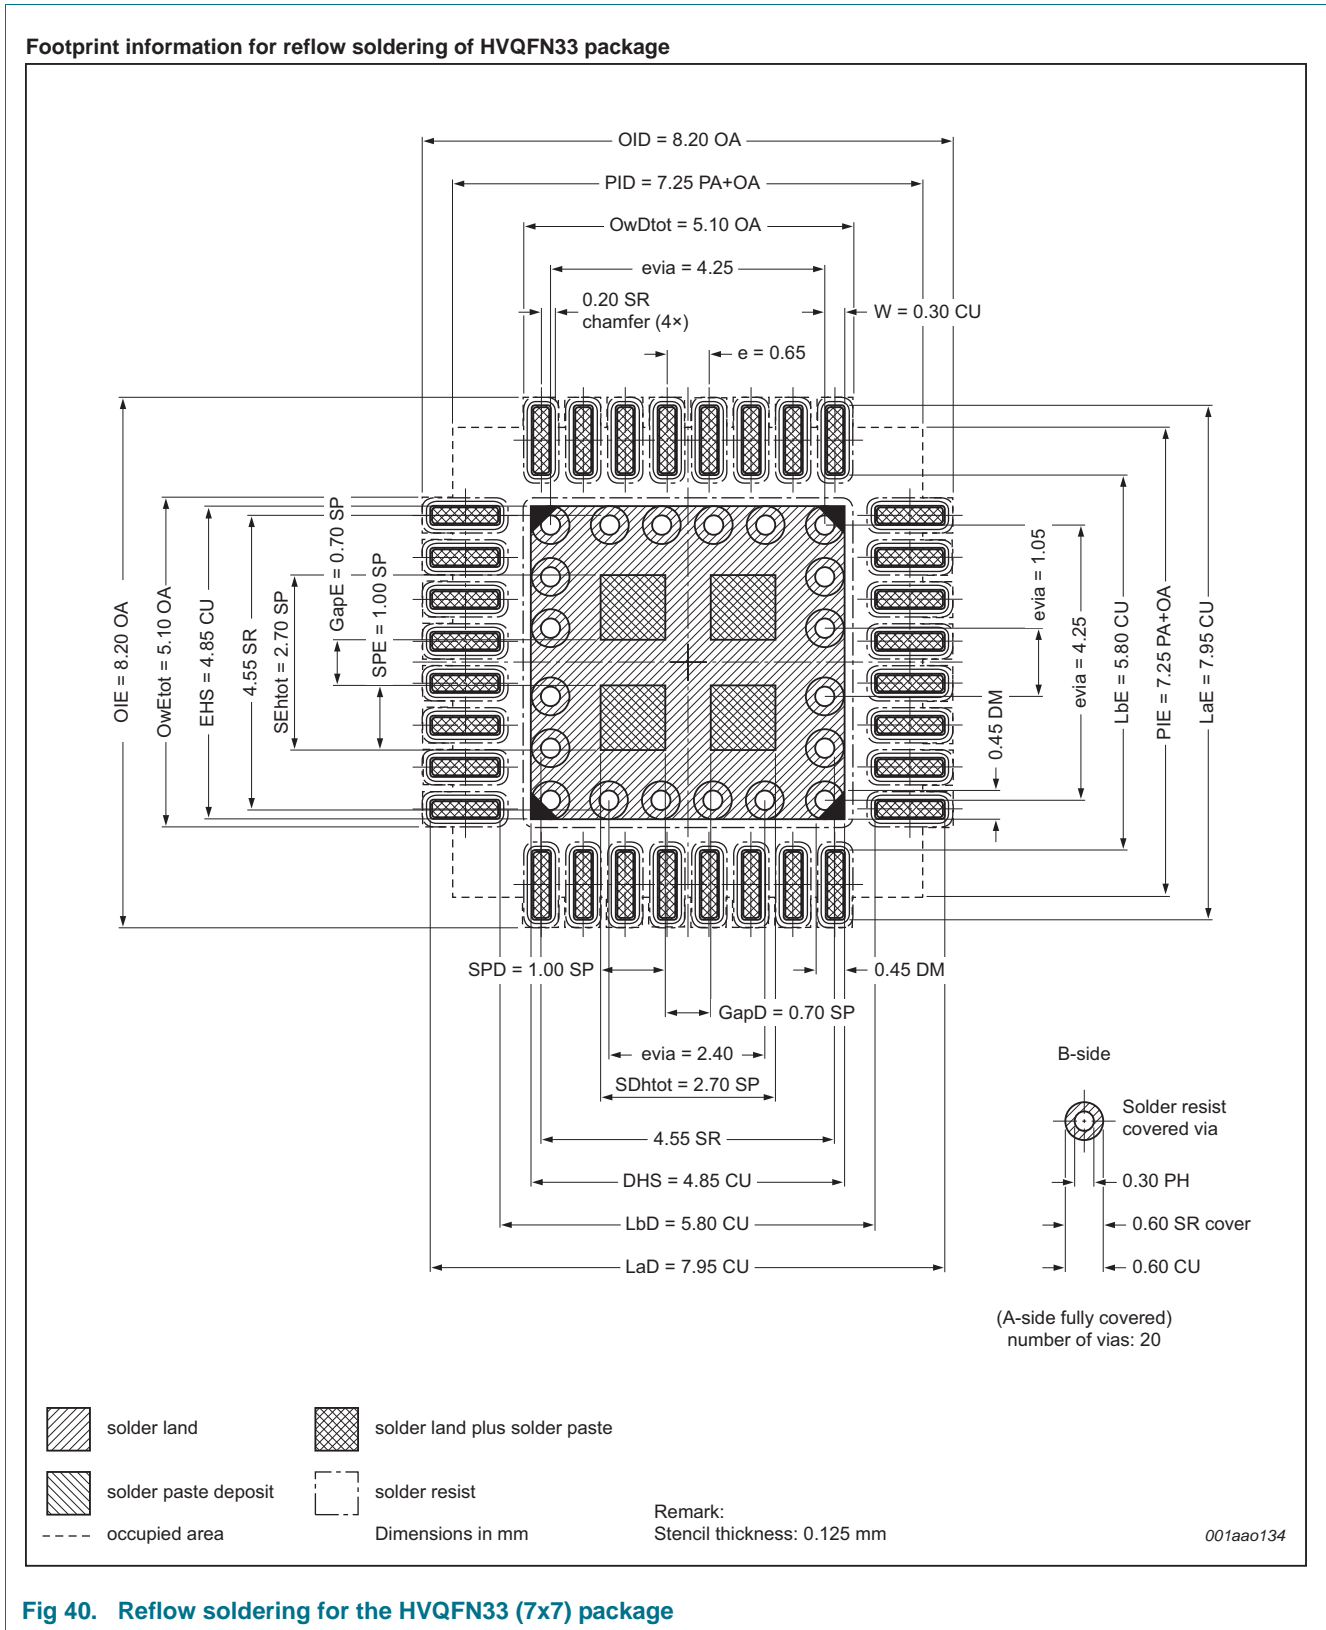 Footprint information for reflow soldering of HVQFN33 package
OID = 8.20 OA
PID = 7.25 PA+OA
OwDtot = 5.10 OA
evia = 4.25
0.20 SR
chamfer (4×)
W = 0.30 CU
e = 0.65
OIE = 8.20 OA
OwEtot = 5.10 OA
EHS = 4.85 CU
4.55 SR
SEhtot = 2.70 SP
GapE = 0.70 SP
SPE = 1.00 SP
evia = 1.05
0.45 DM
evia = 4.25
LbE = 5.80 CU
PIE = 7.25 PA+OA
LaE = 7.95 CU
SPD = 1.00 SP
0.45 DM
GapD = 0.70 SP
evia = 2.40
SDhtot = 2.70 SP
4.55 SR
DHS = 4.85 CU
LbD = 5.80 CU
LaD = 7.95 CU
B-side
Solder resist
covered via
0.30 PH
0.60 SR cover
0.60 CU
(A-side fully covered)
number of vias: 20
solder land
solder land plus solder paste
solder paste deposit
solder resist
occupied area
Dimensions in mm
Remark:
Stencil thickness: 0.125 mm
001aao134
Fig 40. Reflow soldering for the HVQFN33 (7x7) package